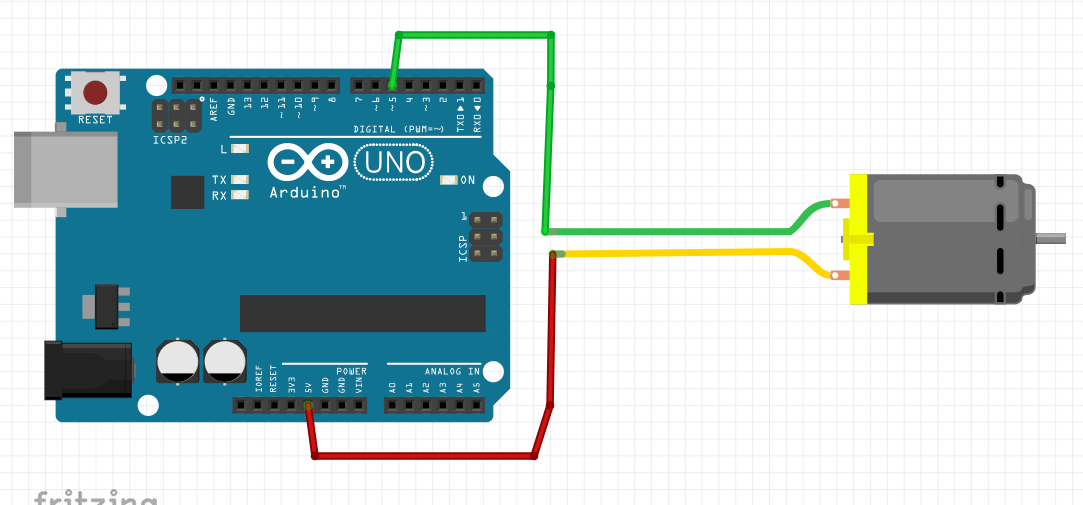 RESET
ICSP2
AREF
GND
13
12
~11
~10
~9
8
7
~6
~5
4
~3
2
TX0▶1
RX0◀0
DIGITAL (PWM=~)
L
TX
RX
Arduino™
UNO
ON
1
ICSP
POWER
ANALOG IN
IOREF
RESET
3V3
5V
GND
GND
VIN
A0
A1
A2
A3
A4
A5
fritzing